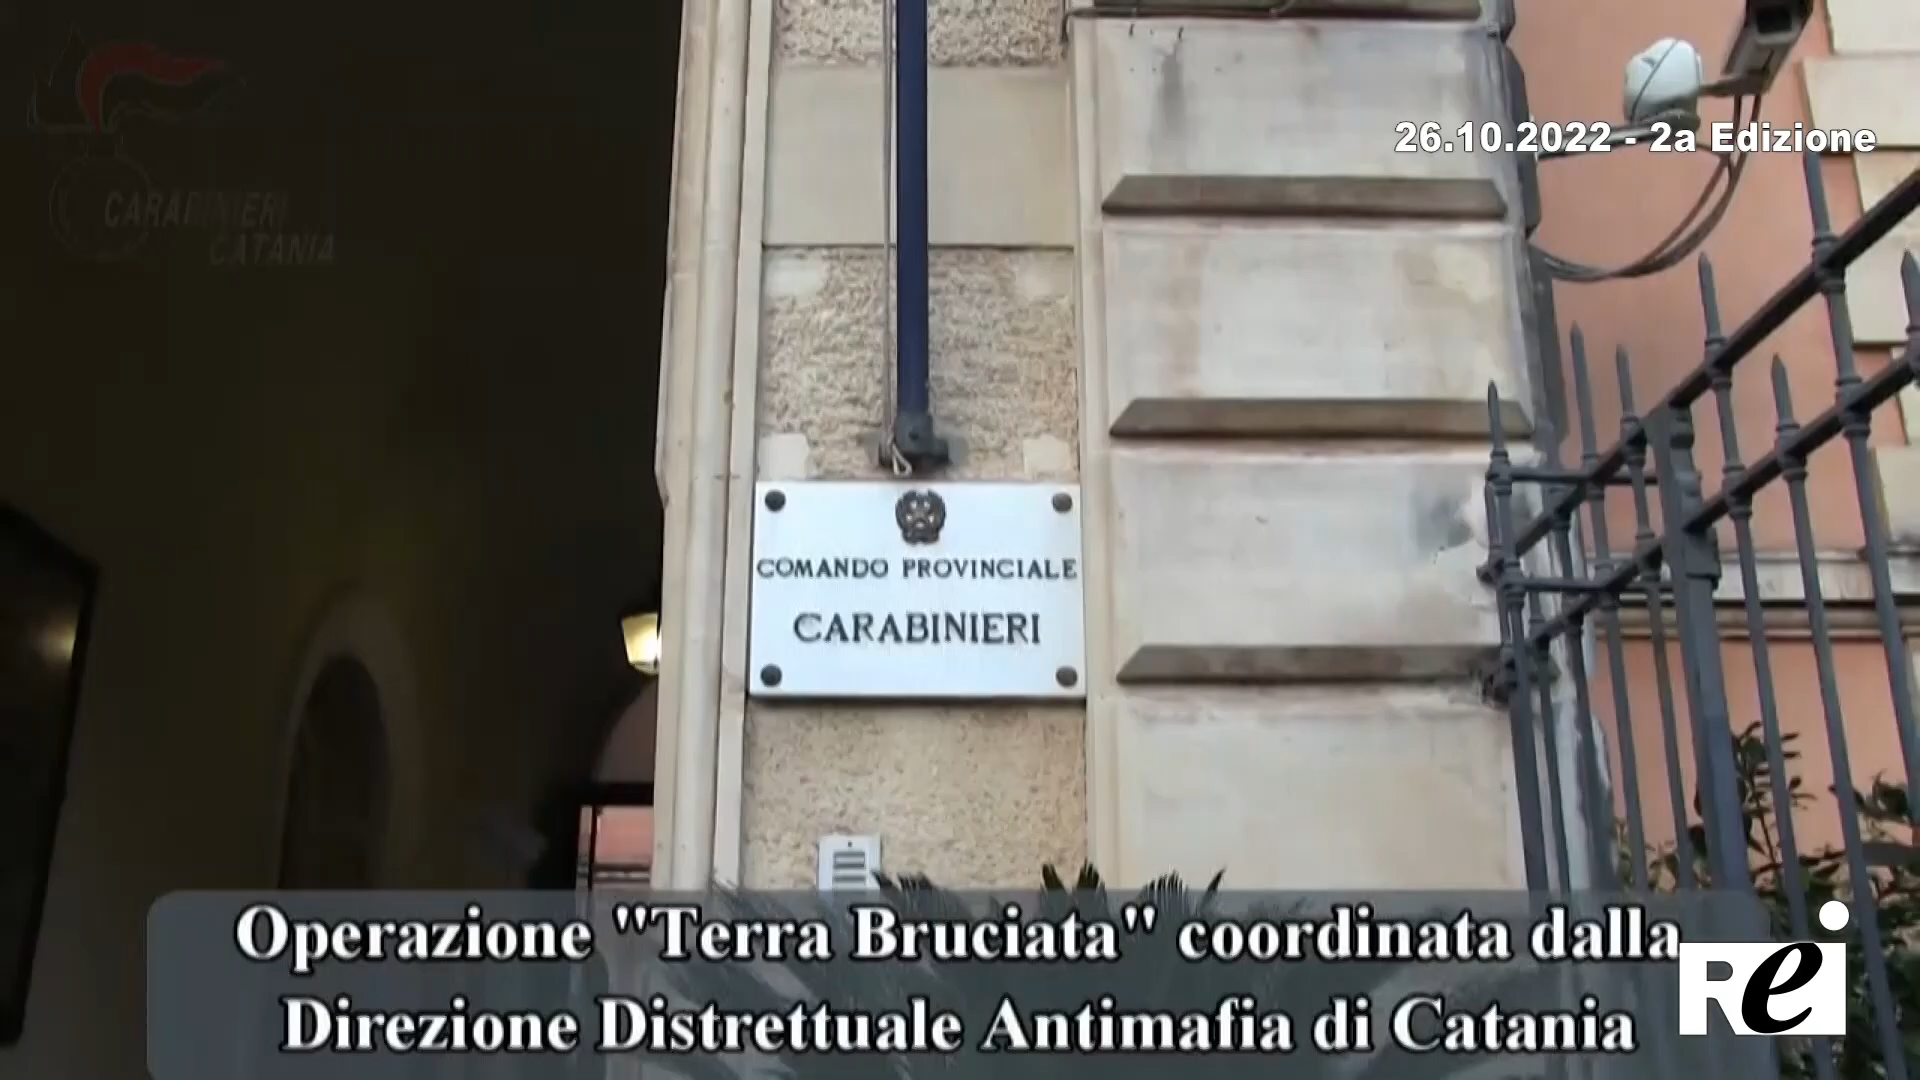 CARABINIERI
CATANIA
26.10.2022 - 2a Edizione
COMANDO PROVINCIALE
CARABINIERI
Operazione "Terra Bruciata" coordinata dalla
Direzione Distrettuale Antimafia di Catania
Rei